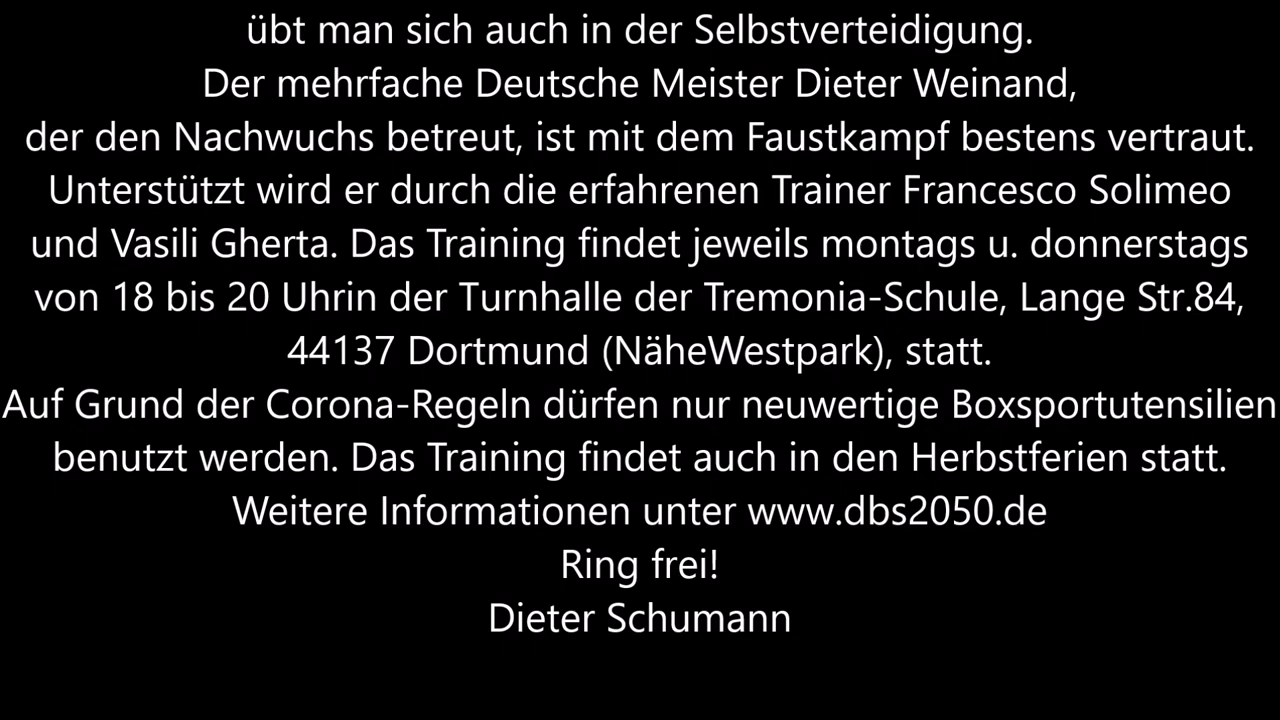 übt man sich auch in der Selbstverteidigung.
Der mehrfache Deutsche Meister Dieter Weinand,
der den Nachwuchs betreut, ist mit dem Faustkampf bestens vertraut.
Unterstützt wird er durch die erfahrenen Trainer Francesco Solimeo
und Vasili Gherta. Das Training findet jeweils montags u. donnerstags
von 18 bis 20 Uhrin der Turnhalle der Tremonia-Schule, Lange Str.84,
44137 Dortmund (NäheWestpark), statt.
Auf Grund der Corona-Regeln dürfen nur neuwertige Boxsportutensilien
benutzt werden. Das Training findet auch in den Herbstferien statt.
Weitere Informationen unter www.dbs2050.de
Ring frei!
Dieter Schumann